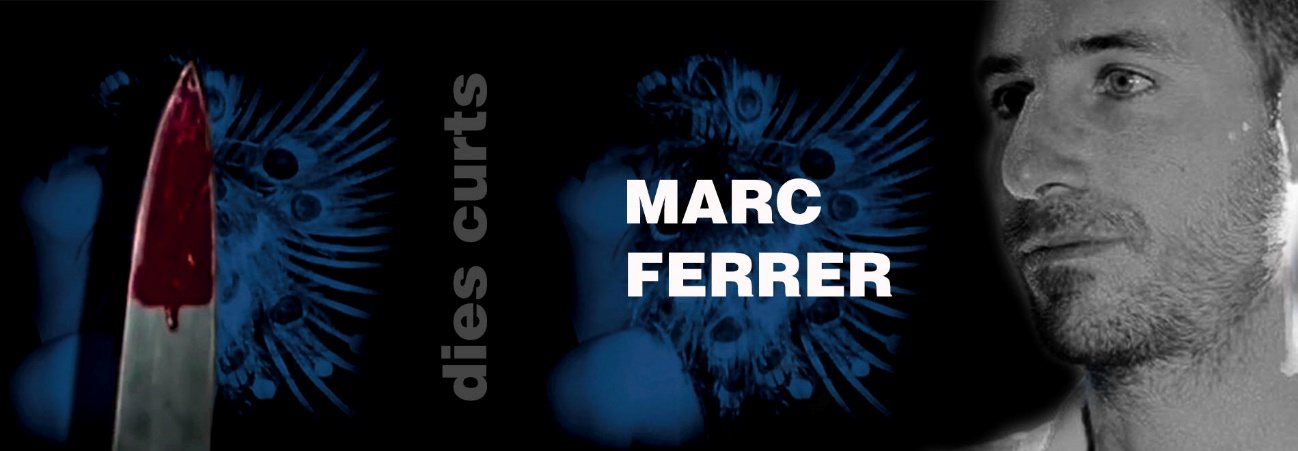 dies curts
MARC
FERRER